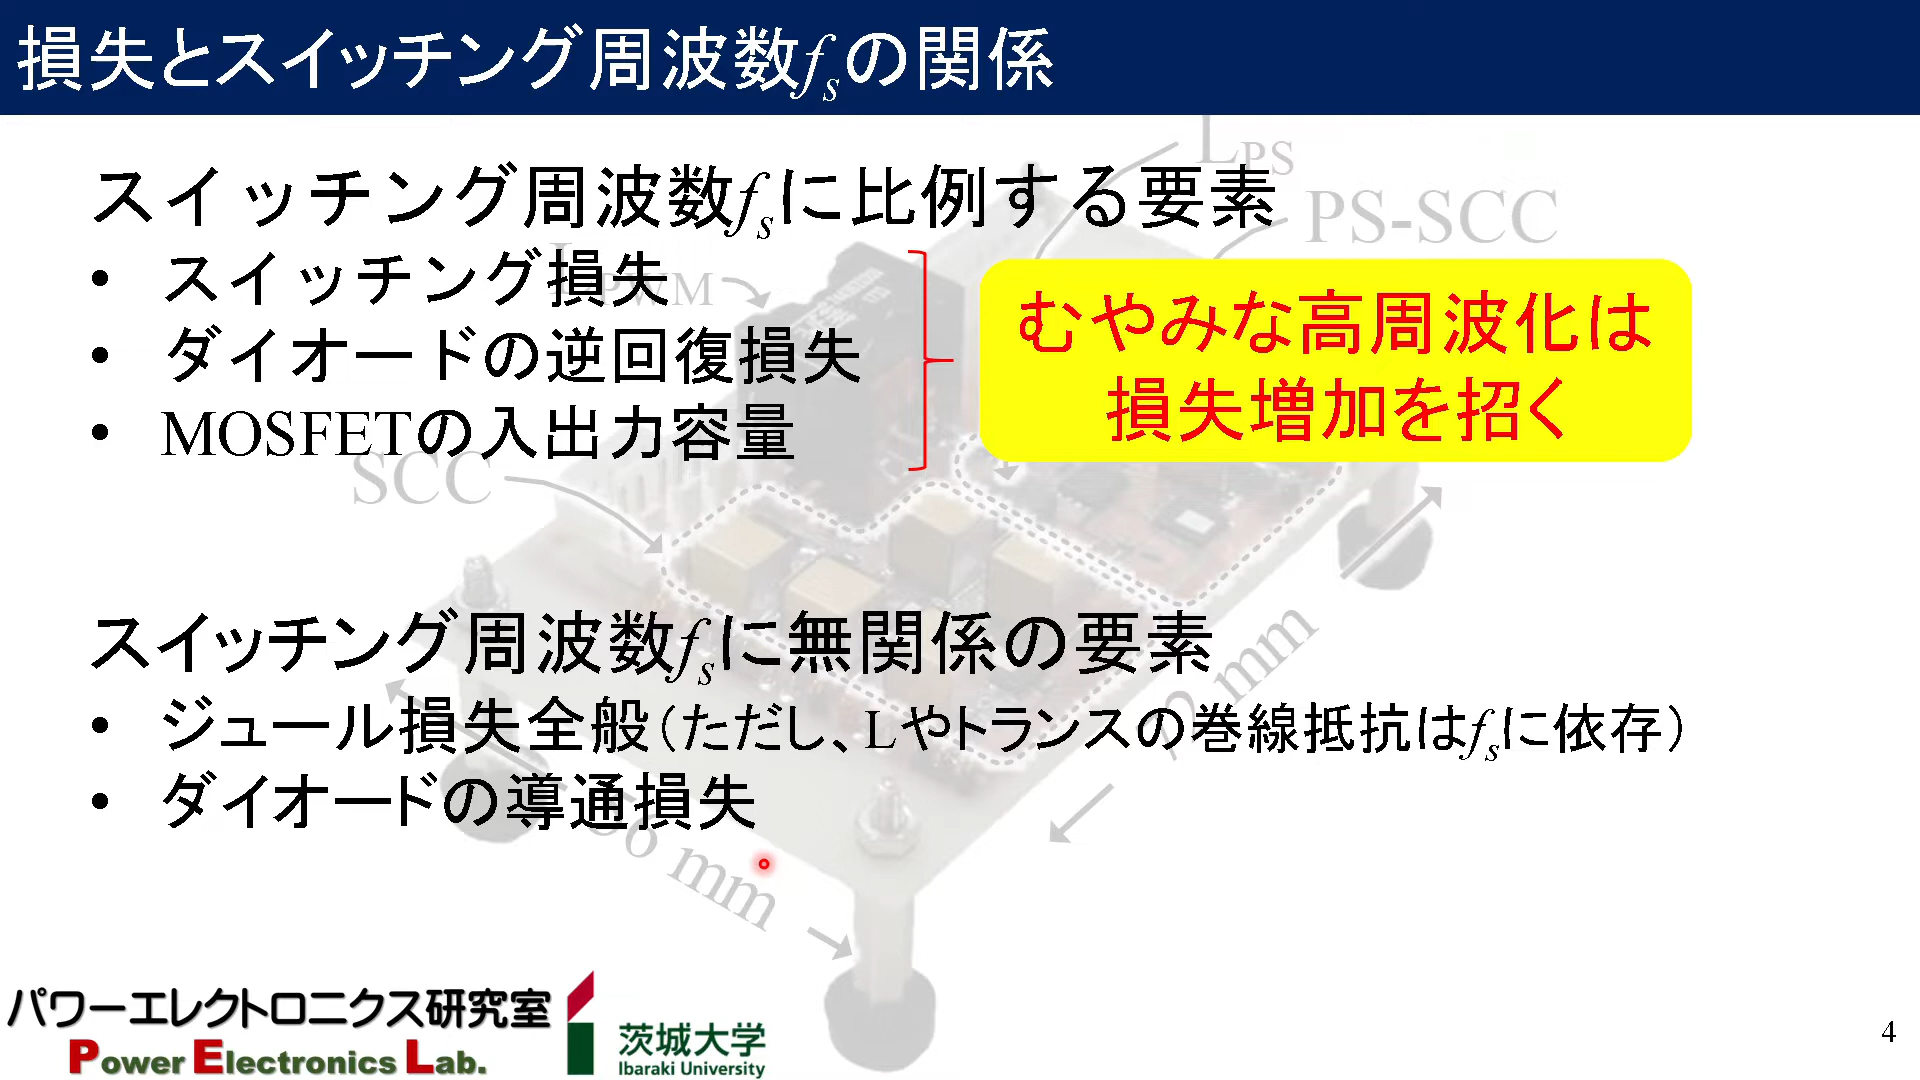 損失とスイッチング周波数fsの関係
LPS
PS-SCC
スイッチング周波数fsに比例する要素
• スイッチング損失
• ダイオードの逆回復損失
• MOSFETの入出力容量
むやみな高周波化は
損失増加を招く
PWM
SCC
スイッチング周波数fsに無関係の要素
• ジュール損失全般（ただし、Lやトランスの巻線抵抗はfsに依存）
• ダイオードの導通損失
mm
mm
パワーエレクトロニクス研究室
Power Electronics Lab.
茨城大学
Ibaraki University
4